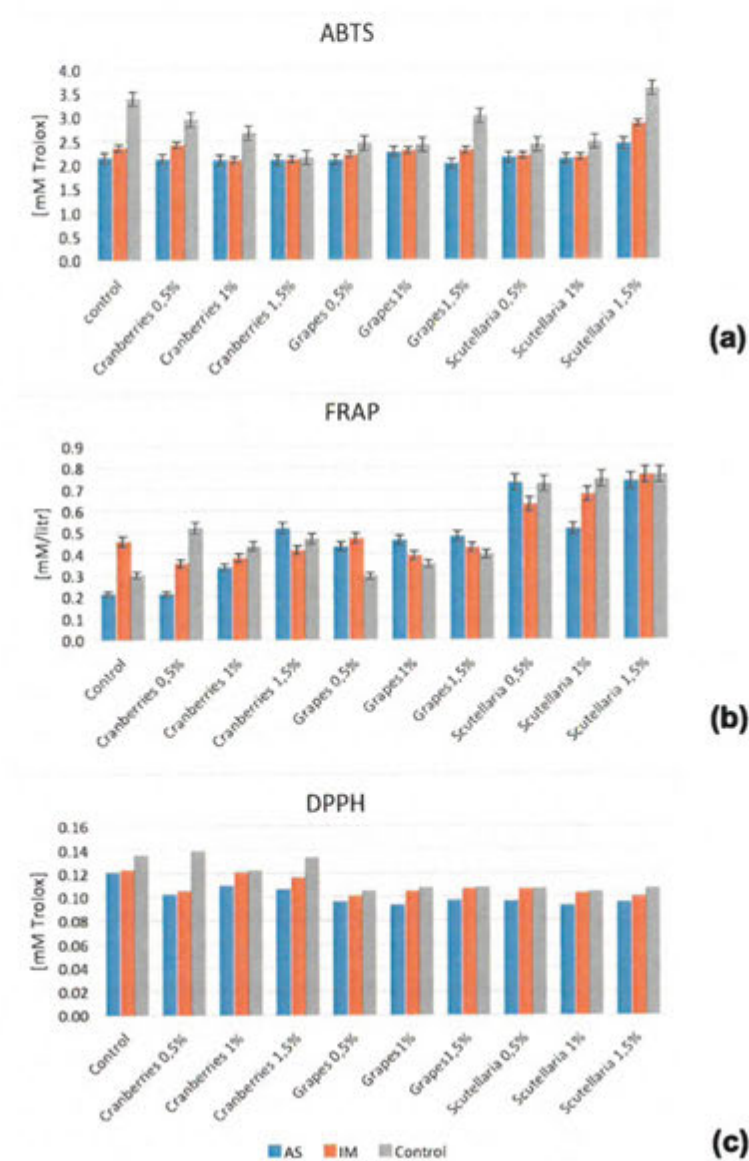 ABTS
[mM Trolox]
4.0
3.5
3.0
2.5
2.0
1.5
1.0
0.5
0.0
control
Cranberries 0,5%
Cranberries 1%
Cranberries 1,5%
Grapes 0,5%
Grapes1%
Grapes1,5%
Scutellaria 0,5%
Scutellaria 1%
Scutellaria 1,5%
(a)
FRAP
[mM/litr]
0.9
0.8
0.7
0.6
0.5
0.4
0.3
0.2
0.1
0.0
Control
Cranberries 0,5%
Cranberries 1%
Cranberries 1,5%
Grapes 0,5%
Grapes1%
Grapes1,5%
Scutellaria 0,5%
Scutellaria 1%
Scutellaria 1,5%
(b)
DPPH
[mM Trolox]
0.16
0.14
0.12
0.10
0.08
0.06
0.04
0.02
0.00
Control
Cranberries 0,5%
Cranberries 1%
Cranberries 1,5%
Grapes 0,5%
Grapes1%
Grapes1,5%
Scutellaria 0,5%
Scutellaria 1%
Scutellaria 1,5%
AS IM Control
(c)